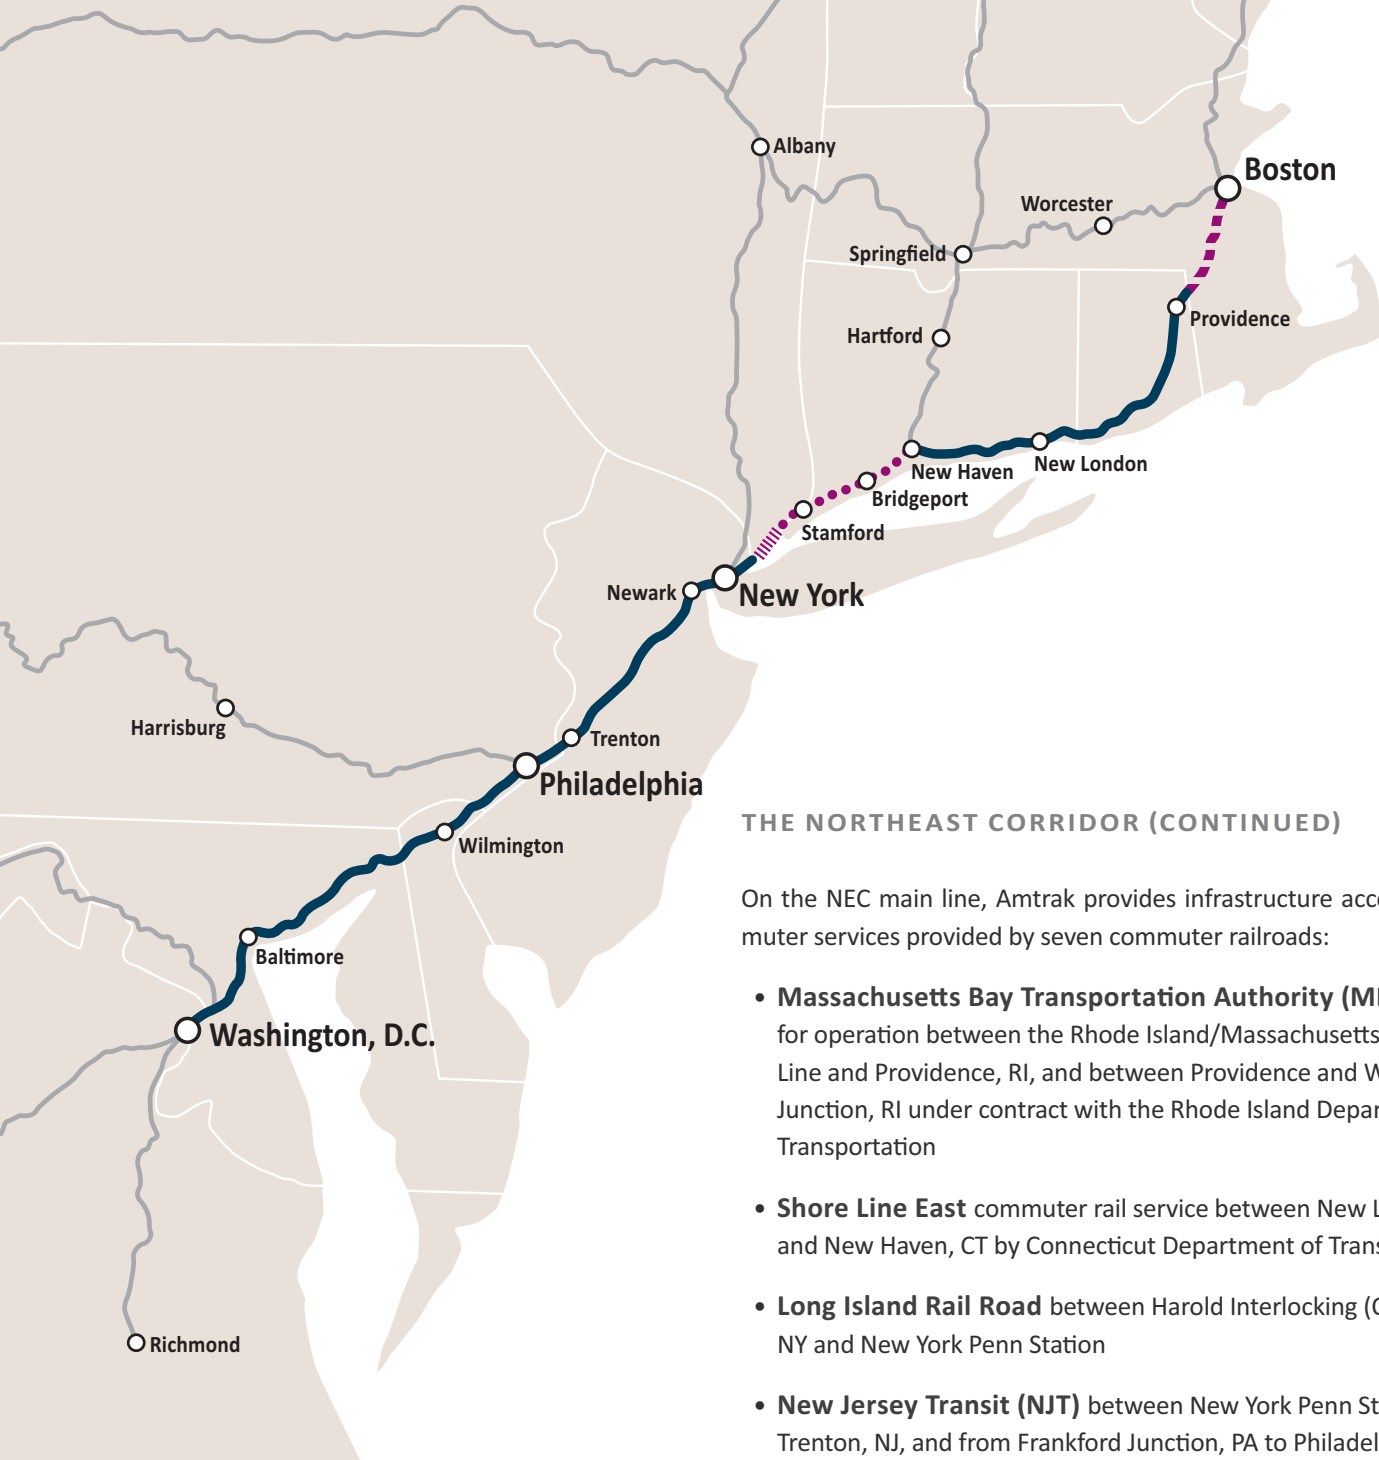 Albany
Boston
Worcester
Springfield
Providence
Hartford
New Haven
New London
Bridgeport
Stamford
Newark
New York
Harrisburg
Trenton
Philadelphia
Wilmington
Baltimore
Washington, D.C.
Richmond
THE NORTHEAST CORRIDOR (CONTINUED)
On the NEC main line, Amtrak provides infrastructure
muter services provided by seven commuter railroads:
• Massachusetts Bay Transportation Authority
for operation between the Rhode Island/Massachusetts
Line and Providence, RI, and between Providence and
Junction, RI under contract with the Rhode Island
Transportation
• Shore Line East commuter rail service between New
and New Haven, CT by Connecticut Department of
• Long Island Rail Road between Harold Interlocking
NY and New York Penn Station
• New Jersey Transit (NJT) between New York Penn
Trenton, NJ, and from Frankford Junction, PA to